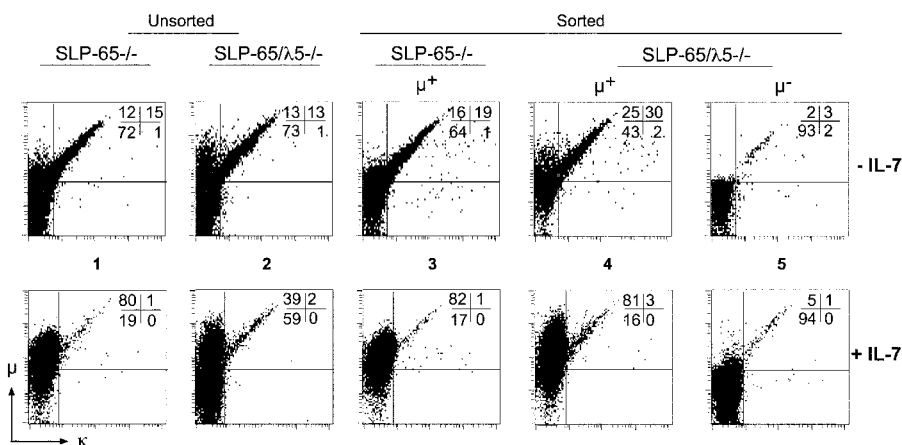 Unsorted Sorted
SLP-65-/- SLP-65/λ5-/- SLP-65-/- SLP-65/λ5-/-
μ+ μ+ μ-
12 15 13 13 16 19 25 30 2 3
72 1 73 1 64 1 43 2 93 2
- IL-7
1 2 3 4 5
80 1 39 2 82 1 81 3 5 1
19 0 59 0 17 0 16 0 94 0
+ IL-7
μ
κ